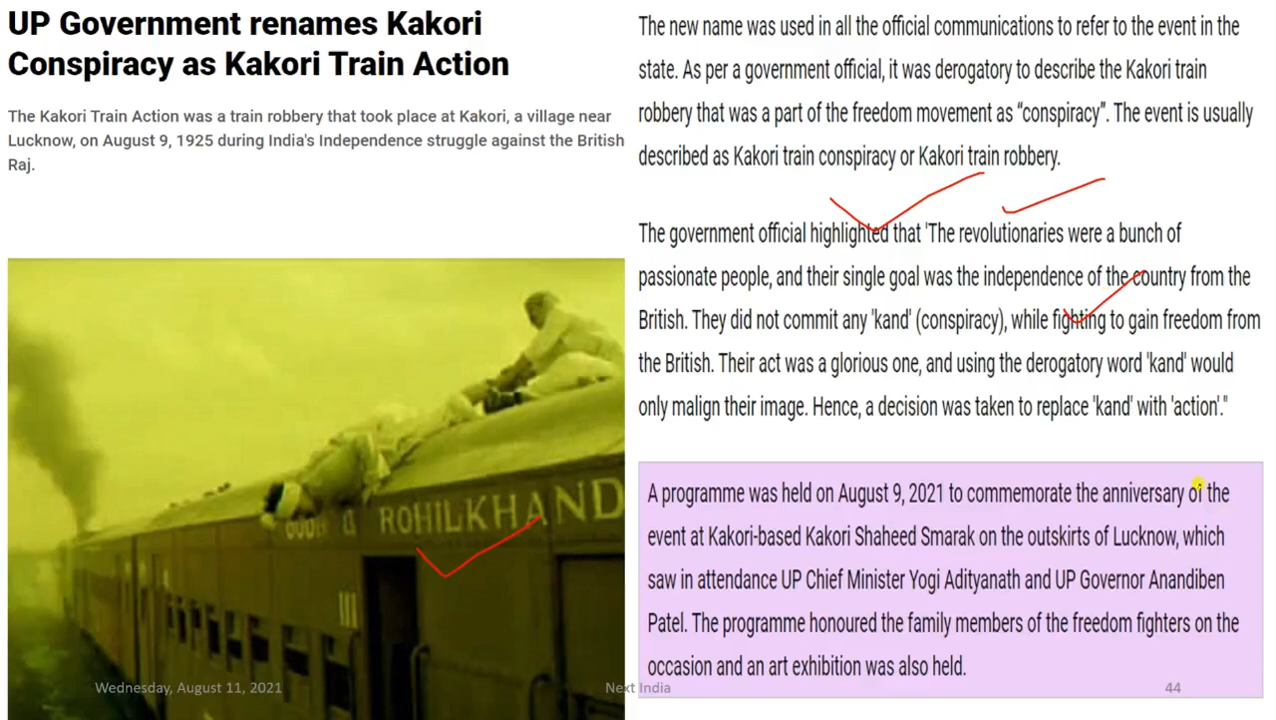 UP Government renames Kakori
Conspiracy as Kakori Train Action
The Kakori Train Action was a train robbery that took place at Kakori, a village near
Lucknow, on August 9, 1925 during India's Independence struggle against the British
Raj.
ROHILKHAND
III
The new name was used in all the official communications to refer to the event in the
state. As per a government official, it was derogatory to describe the Kakori train
robbery that was a part of the freedom movement as “conspiracy”. The event is usually
described as Kakori train conspiracy or Kakori train robbery.
The government official highlighted that 'The revolutionaries were a bunch of
passionate people, and their single goal was the independence of the country from the
British. They did not commit any 'kand' (conspiracy), while fighting to gain freedom from
the British. Their act was a glorious one, and using the derogatory word 'kand' would
only malign their image. Hence, a decision was taken to replace 'kand' with 'action'."
A programme was held on August 9, 2021 to commemorate the anniversary of the
event at Kakori-based Kakori Shaheed Smarak on the outskirts of Lucknow, which
saw in attendance UP Chief Minister Yogi Adityanath and UP Governor Anandiben
Patel. The programme honoured the family members of the freedom fighters on the
occasion and an art exhibition was also held.
Wednesday, August 11, 2021
Next India
44